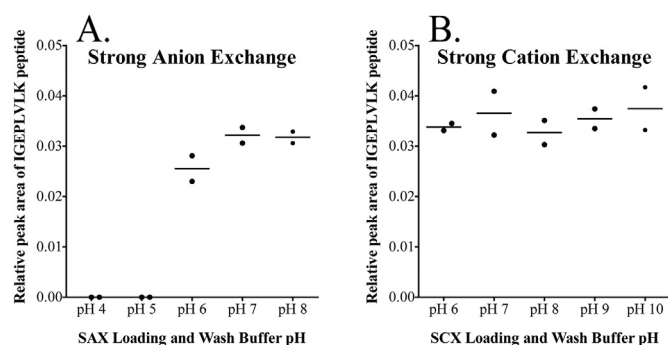 A.
Strong Anion Exchange
Relative peak area of IGEPLVLK peptide
0.05
0.04
0.03
0.02
0.01
0.00
pH 4 pH 5 pH 6 pH 7 pH 8
SAX Loading and Wash Buffer pH
B.
Strong Cation Exchange
Relative peak area of IGEPLVLK peptide
0.05
0.04
0.03
0.02
0.01
0.00
pH 6 pH 7 pH 8 pH 9 pH 10
SCX Loading and Wash Buffer pH